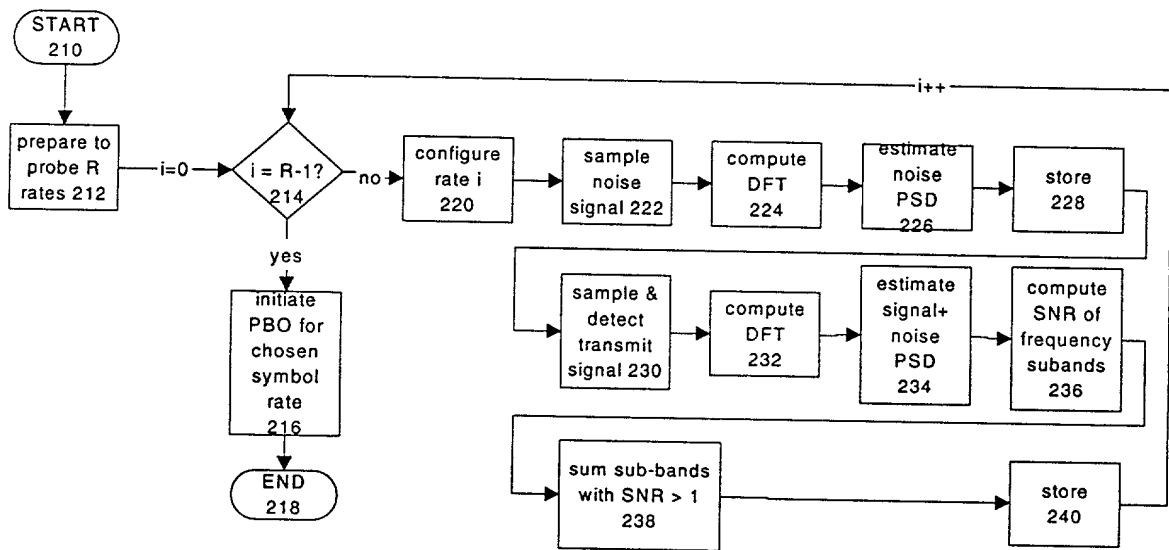 START
210
prepare to
probe R
rates 212
i=0
i = R-1?
214
no
yes
initiate
PBO for
chosen
symbol
rate
216
END
218
i++
configure
rate i
220
sample
noise
signal 222
compute
DFT
224
estimate
noise
PSD
226
store
228
sample &
detect
transmit
signal 230
compute
DFT
232
estimate
signal+
noise
PSD
234
compute
SNR of
frequency
subands
236
sum sub-bands
with SNR > 1
238
store
240